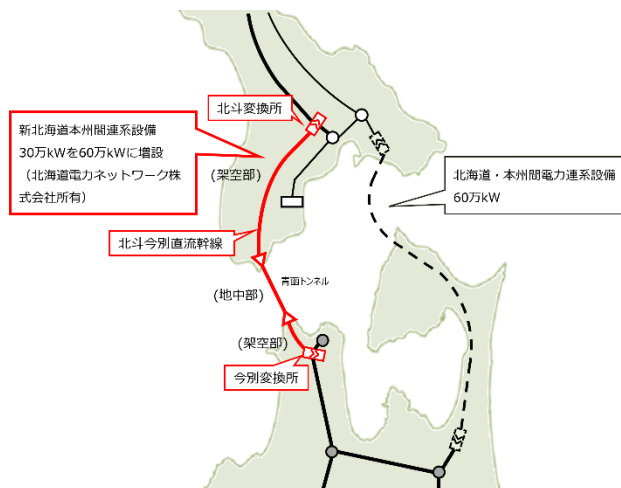 北斗変換所
新北海道本州間連系設備
30万kWを60万kWに増設
（北海道電力ネットワーク株
式会社所有）
(架空部)
北海道・本州間電力連系設備
60万kW
北斗今別直流幹線
青函トンネル
(地中部)
(架空部)
今別変換所